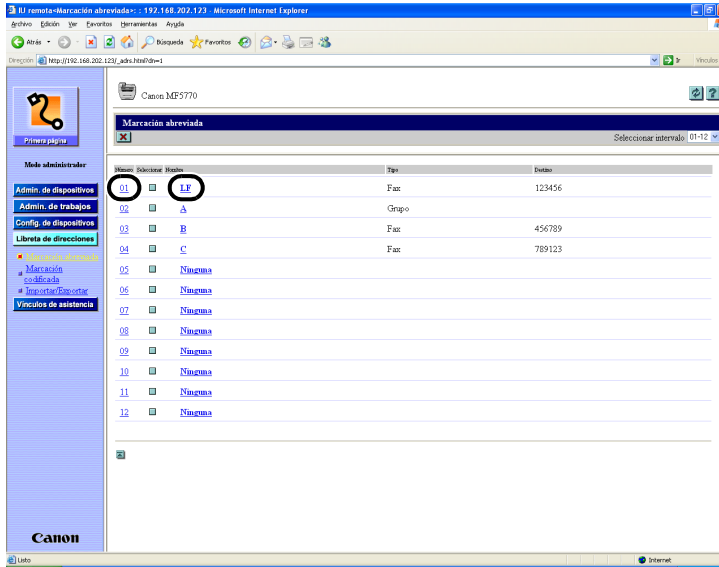 IU remota<Marcación abreviada>: : 192.168.202.123 - Microsoft Internet Explorer
Archivo Edición Ver Favoritos Herramientas Ayuda
Atrás Búsqueda Favoritos
Dirección http://192.168.202.123/_adrs.html?dn=1 Ir Vínculos
Canon MF5770
Primera página
Marcación abreviada
Seleccionar intervalo 01-12
Modo administrador
Admin. de dispositivos
Admin. de trabajos
Config. de dispositivos
Libreta de direcciones
Marcación abreviada
Marcación
codificada
Importar/Exportar
Vínculos de asistencia
Número Seleccionar Nombre Tipo Destino
01 LF Fax 123456
02 A Grupo
03 B Fax 456789
04 C Fax 789123
05 Ninguna
06 Ninguna
07 Ninguna
08 Ninguna
09 Ninguna
10 Ninguna
11 Ninguna
12 Ninguna
Canon
Listo Internet